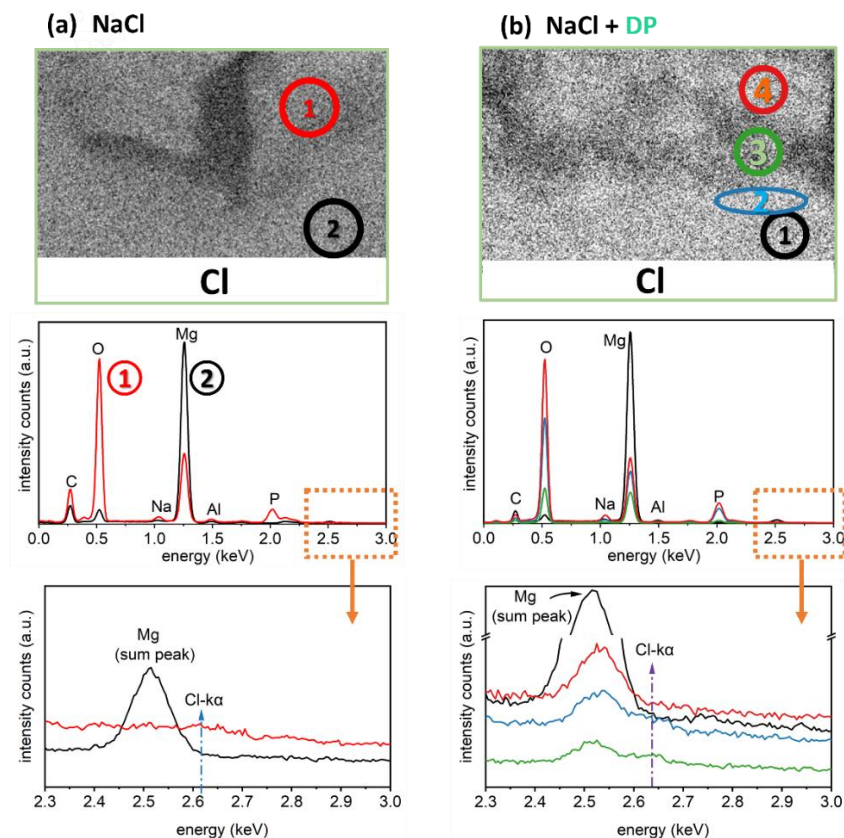 (a) NaCl
1
2
Cl
intensity counts (a.u.)
C
O
1
Mg
2
Na
Al
P
0.0 0.5 1.0 1.5 2.0 2.5 3.0
energy (keV)
intensity counts (a.u.)
Mg
(sum peak)
Cl-kα
2.3 2.4 2.5 2.6 2.7 2.8 2.9 3.0
energy (keV)
(b) NaCl + DP
4
3
2
1
Cl
intensity counts (a.u.)
C
O
Mg
Na
Al
P
0.0 0.5 1.0 1.5 2.0 2.5 3.0
energy (keV)
intensity counts (a.u.)
Mg
(sum peak)
Cl-kα
2.3 2.4 2.5 2.6 2.7 2.8 2.9 3.0
energy (keV)